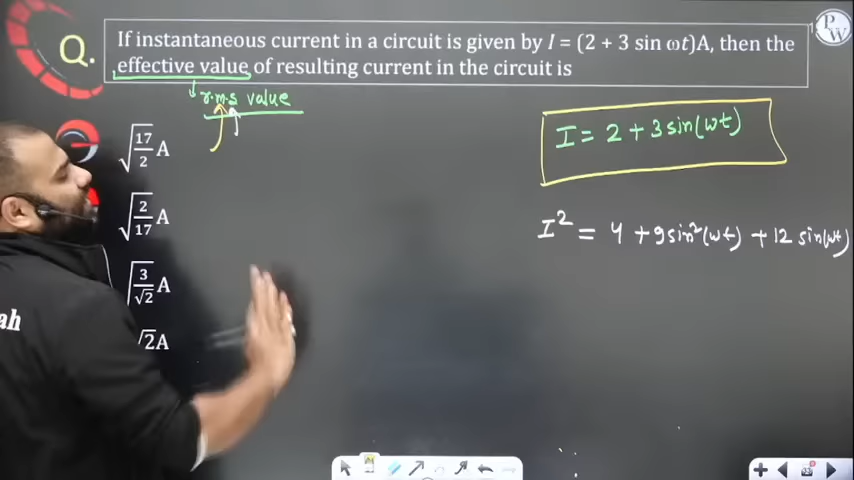 Q.
If instantaneous current in a circuit is given by I = (2 + 3 sin ωt)A, then the
effective value of resulting current in the circuit is
r.m.s value
√(17/2) A
√(2/17) A
√(3/√2) A
√2A
I = 2 + 3 sin(ωt)
I² = 4 + 9 sin²(ωt) + 12 sin(ωt)
ah
PW